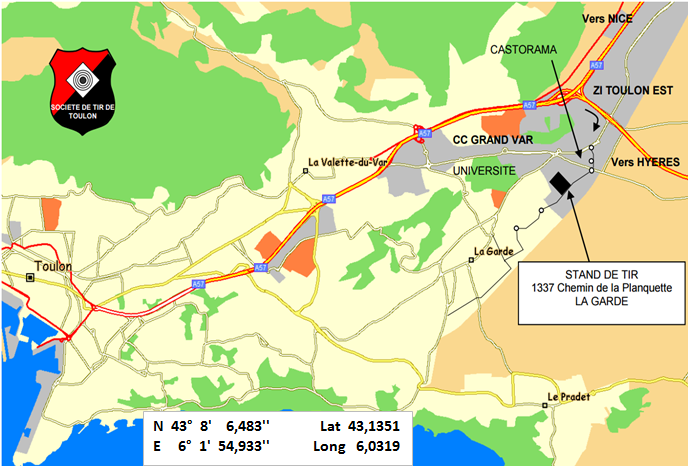 Vers NICE
CASTORAMA
A57
SOCIETE DE TIR DE
TOULON
ZI TOULON EST
A57
A57
CC GRAND VAR
La Valette-du-Var
UNIVERSITE
Vers HYERES
A57
La Garde
Toulon
A57
A57
STAND DE TIR
1337 Chemin de la Planquette
LA GARDE
Le Pradet
N 43° 8' 6,483'' Lat 43,1351
E 6° 1' 54,933'' Long 6,0319